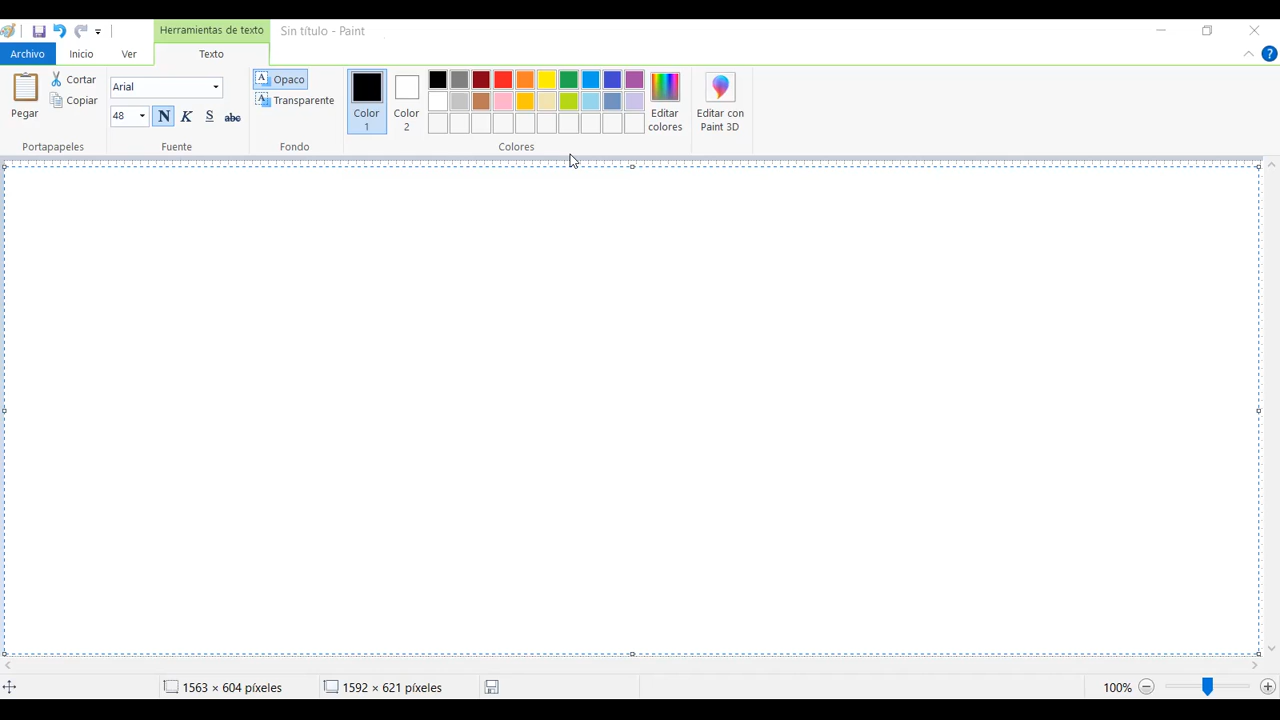 Herramientas de texto
Sin título - Paint
Archivo
Inicio
Ver
Texto
Pegar
Cortar
Copiar
Portapapeles
Arial
48
N K S abc
Fuente
Opaco
Transparente
Fondo
Color
1
Color
2
Colores
Editar
colores
Editar con
Paint 3D
1563 × 604 píxeles
1592 × 621 píxeles
100%